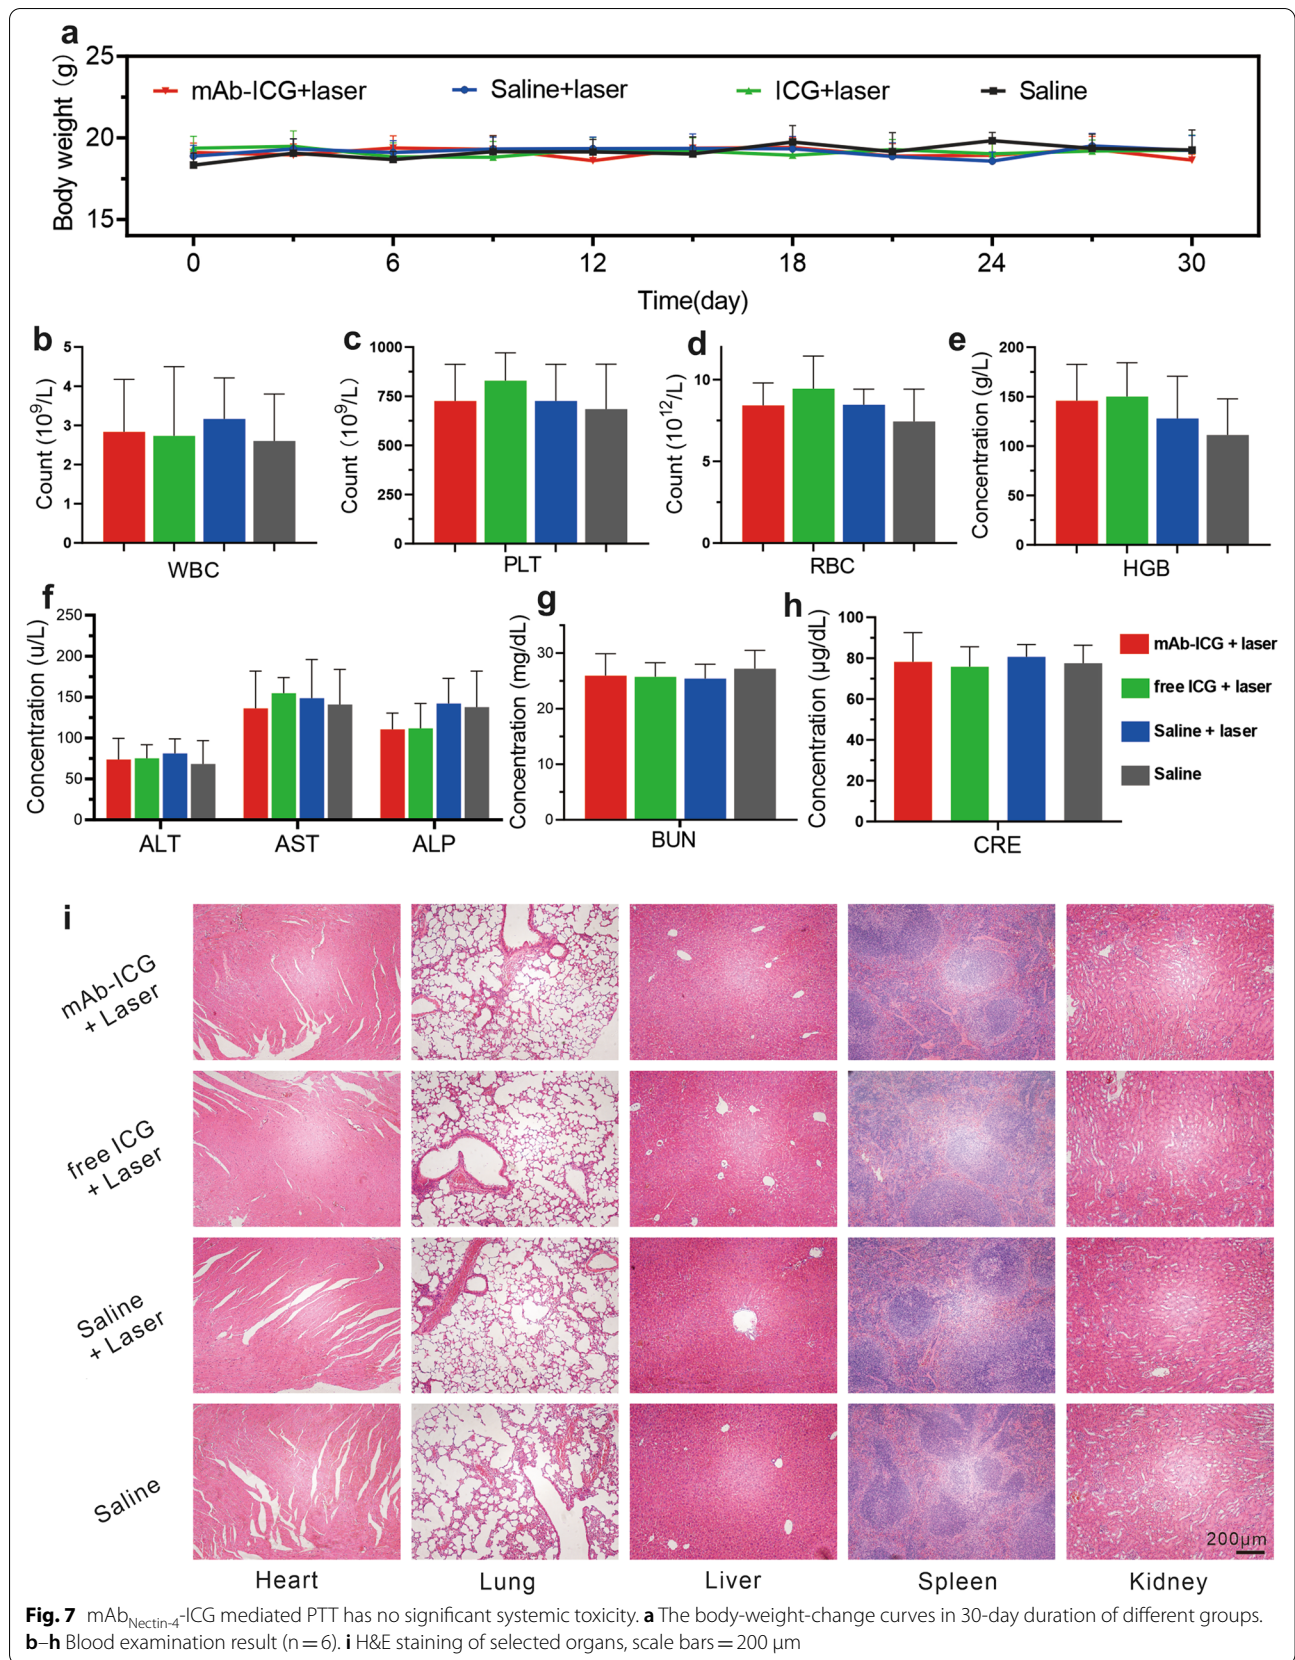 a
Body weight (g)
25
20
15
mAb-ICG+laser
Saline+laser
ICG+laser
Saline
0
6
12
18
24
30
Time(day)
b
Count (10^9/L)
5
4
3
2
1
0
WBC
c
Count (10^9/L)
1000
750
500
250
0
PLT
d
Count (10^12/L)
10
5
0
RBC
e
Concentration (g/L)
200
150
100
50
0
HGB
f
Concentration (u/L)
250
200
150
100
50
0
ALT
AST
ALP
g
Concentration (mg/dL)
30
20
10
0
BUN
h
Concentration (µg/dL)
100
80
60
40
20
0
CRE
mAb-ICG + laser
free ICG + laser
Saline + laser
Saline
i
mAb-ICG
+ Laser
free ICG
+ Laser
Saline
+ Laser
Saline
200µm
Heart
Lung
Liver
Spleen
Kidney
Fig. 7 mAbNectin-4-ICG mediated PTT has no significant systemic toxicity. a The body-weight-change curves in 30-day duration of different groups.
b–h Blood examination result (n = 6). i H&E staining of selected organs, scale bars = 200 µm